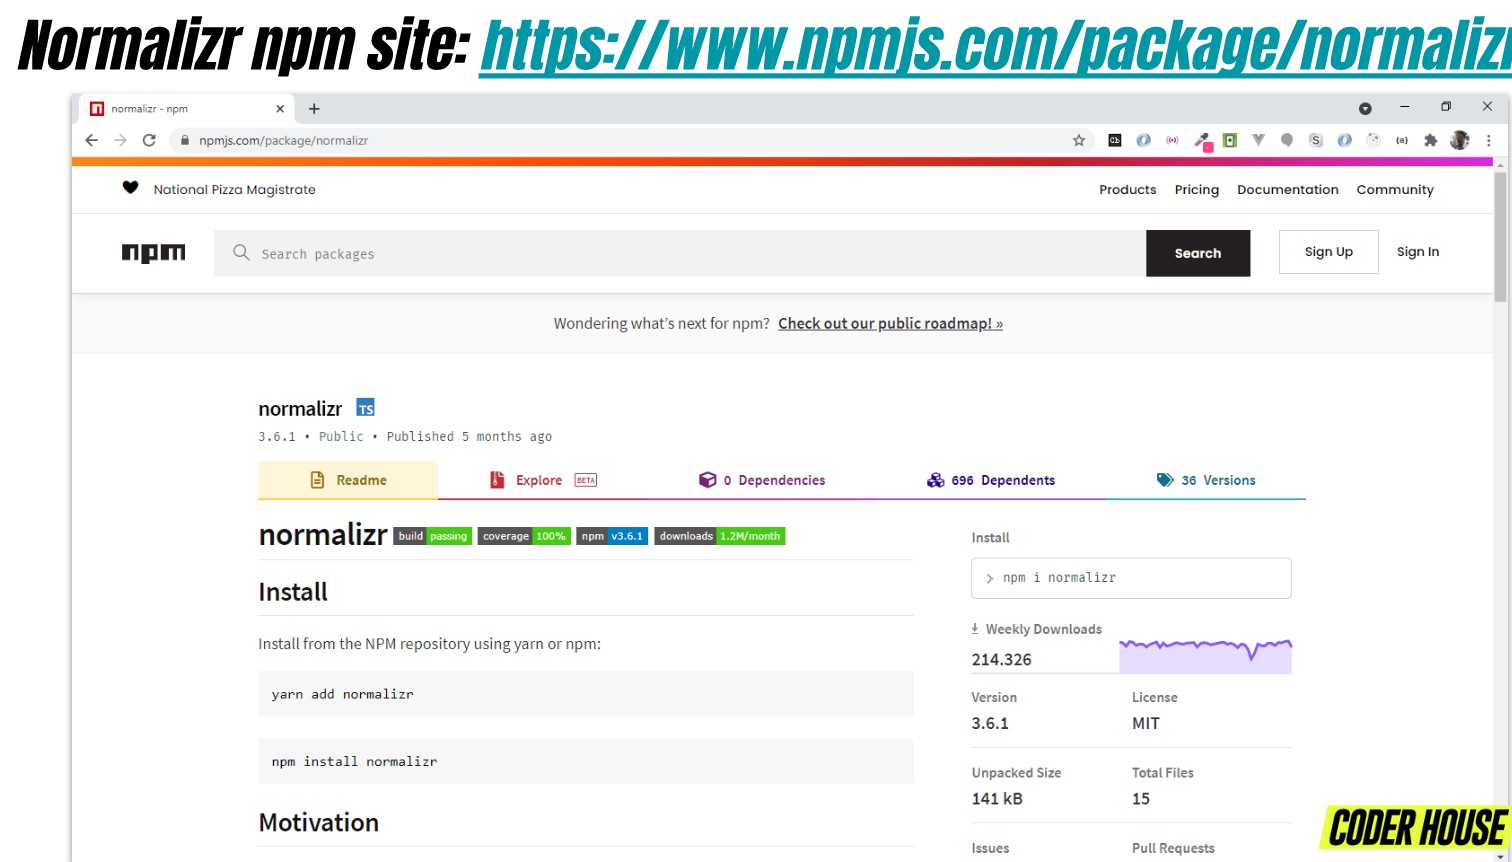 Normalizr npm site: https://www.npmjs.com/package/normalizr
normalizr - npm
npmjs.com/package/normalizr
National Pizza Magistrate
Products Pricing Documentation Community
npm
Search packages
Search
Sign Up
Sign In
Wondering what's next for npm? Check out our public roadmap! »
normalizr TS
3.6.1 • Public • Published 5 months ago
Readme
Explore BETA
0 Dependencies
696 Dependents
36 Versions
normalizr build passing coverage 100% npm v3.6.1 downloads 1.2M/month
Install
Install from the NPM repository using yarn or npm:
yarn add normalizr
npm install normalizr
Motivation
Install
> npm i normalizr
Weekly Downloads
214.326
Version License
3.6.1 MIT
Unpacked Size Total Files
141 kB 15
Issues Pull Requests
CODER HOUSE